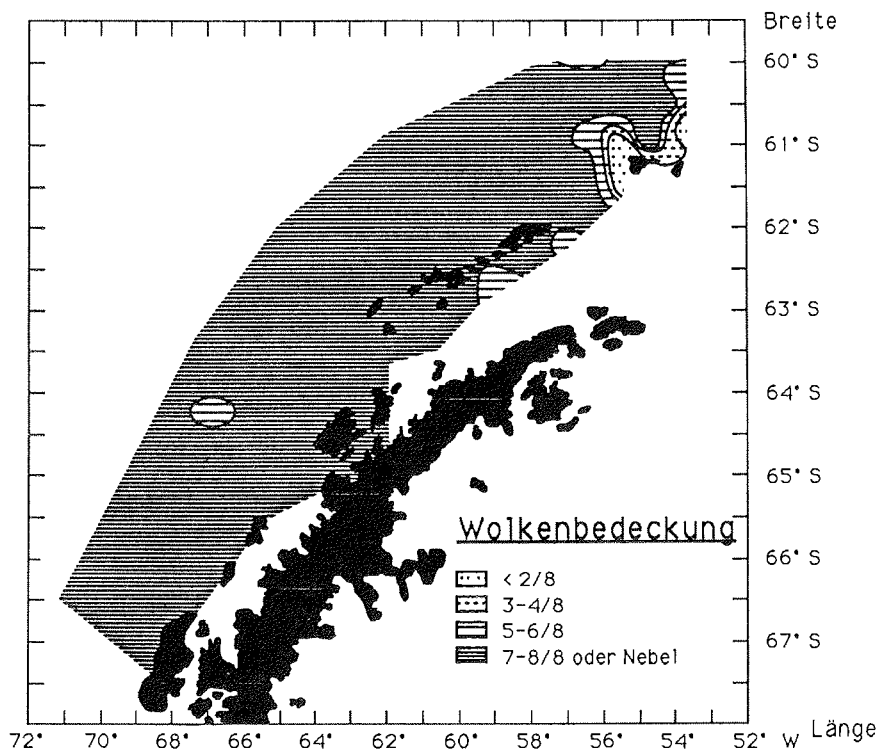 Breite
60° S
61° S
62° S
63° S
64° S
65° S
66° S
67° S
Wolkenbedeckung
< 2/8
3-4/8
5-6/8
7-8/8 oder Nebel
72° 70° 68° 66° 64° 62° 60° 58° 56° 54° 52° W Länge